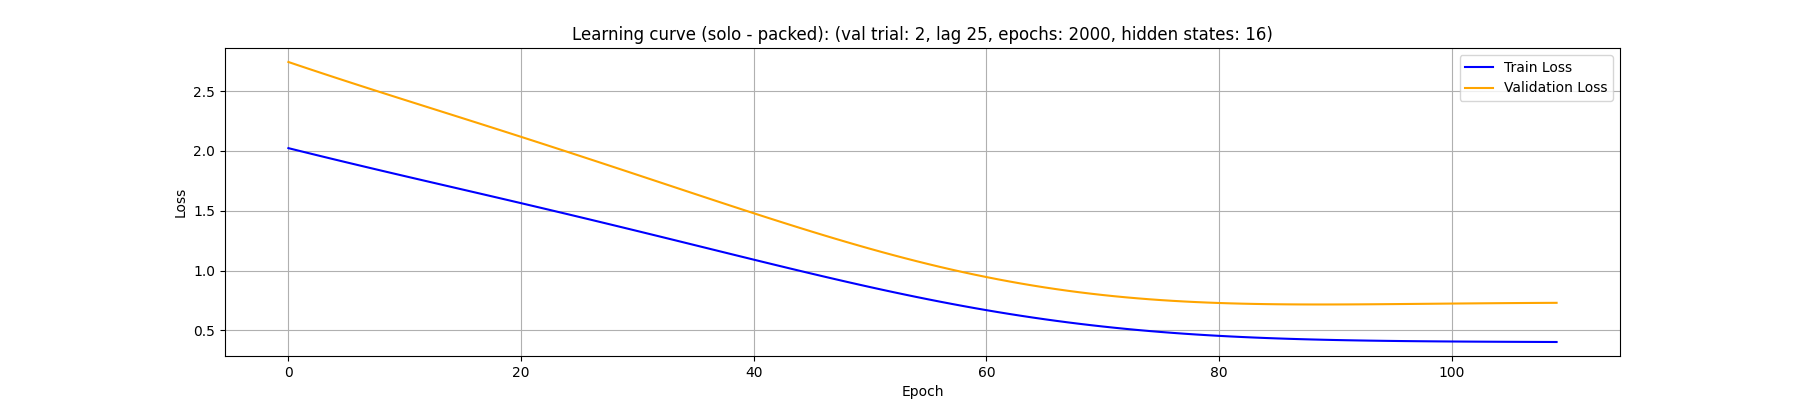 Learning curve (solo - packed): (val trial: 2, lag 25, epochs: 2000, hidden states: 16)
Train Loss
Validation Loss
2.5
2.0
1.5
1.0
0.5
Loss
0 20 40 60 80 100
Epoch